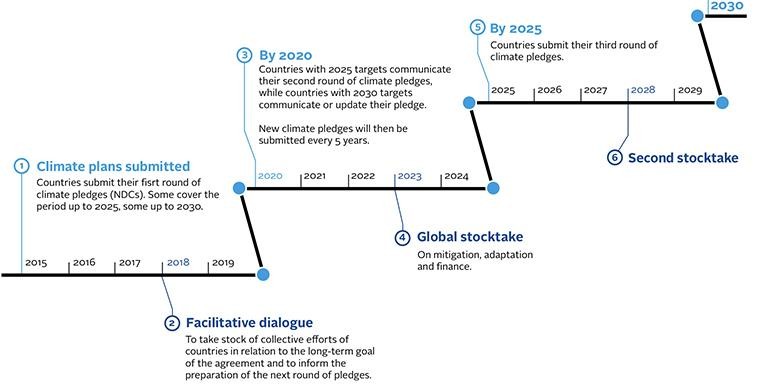 2030
5 By 2025
Countries submit their third round of
climate pledges.
3 By 2020
Countries with 2025 targets communicate
their second round of climate pledges,
while countries with 2030 targets
communicate or update their pledge.
New climate pledges will then be
submitted every 5 years.
2025 2026 2027 2028 2029
6 Second stocktake
1 Climate plans submitted
Countries submit their fisrt round of
climate pledges (NDCs). Some cover the
period up to 2025, some up to 2030.
2020 2021 2022 2023 2024
4 Global stocktake
On mitigation, adaptation
and finance.
2015 2016 2017 2018 2019
2 Facilitative dialogue
To take stock of collective efforts of
countries in relation to the long-term goal
of the agreement and to inform the
preparation of the next round of pledges.